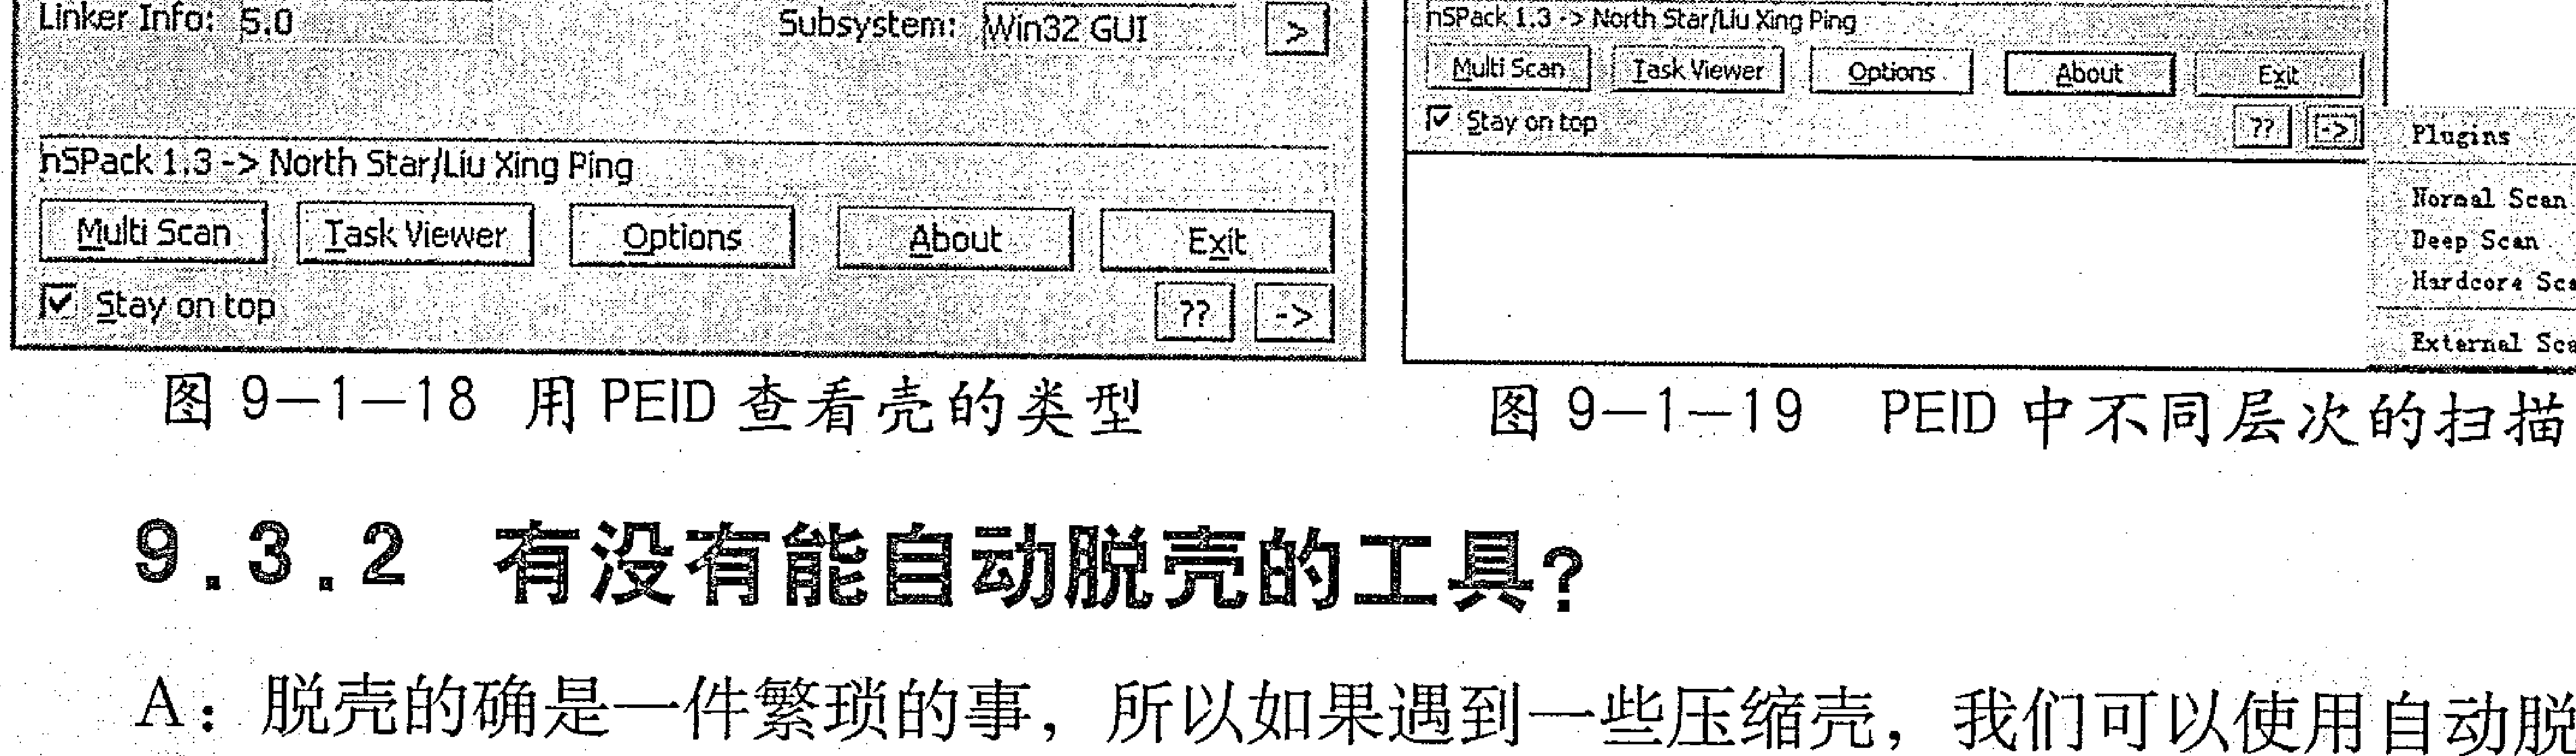 Linker Info: 5.0 Subsystem: Win32 GUI >
nSPack 1.3 -> North Star/Liu Xing Ping
Multi Scan Task Viewer Options About Exit
Stay on top ?? ->
nSPack 1.3 -> North Star/Liu Xing Ping
Multi Scan Task Viewer Options About Exit
Stay on top ?? ->
Plugins
Normal Scan
Deep Scan
Hardcore Sca
External Sca
图 9-1-18 用 PEID 查看壳的类型
图 9-1-19 PEID 中不同层次的扫描
9.3.2 有没有能自动脱壳的工具?
A：脱壳的确是一件繁琐的事，所以如果遇到一些压缩壳，我们可以使用自动脱